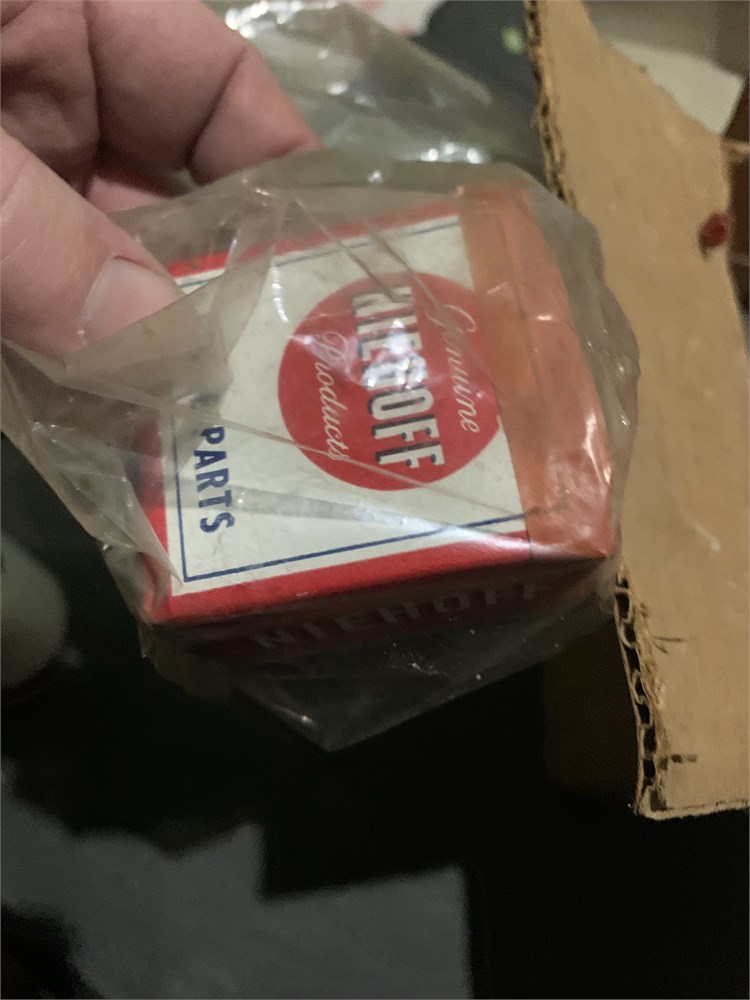 Genuine
NIEHOFF
Products
PARTS
NIEHOFF